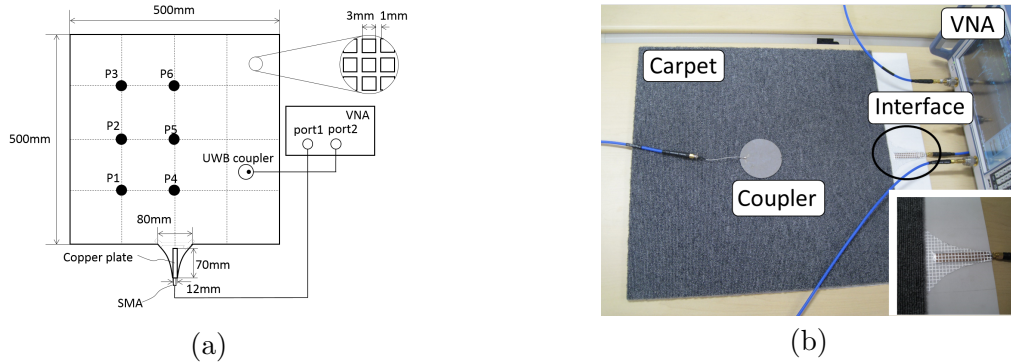 500mm
3mm
1mm
P3
P6
500mm
P2
P5
VNA
port1
port2
UWB coupler
P1
P4
80mm
Copper plate
70mm
12mm
SMA
(a)
VNA
Carpet
Interface
Coupler
(b)